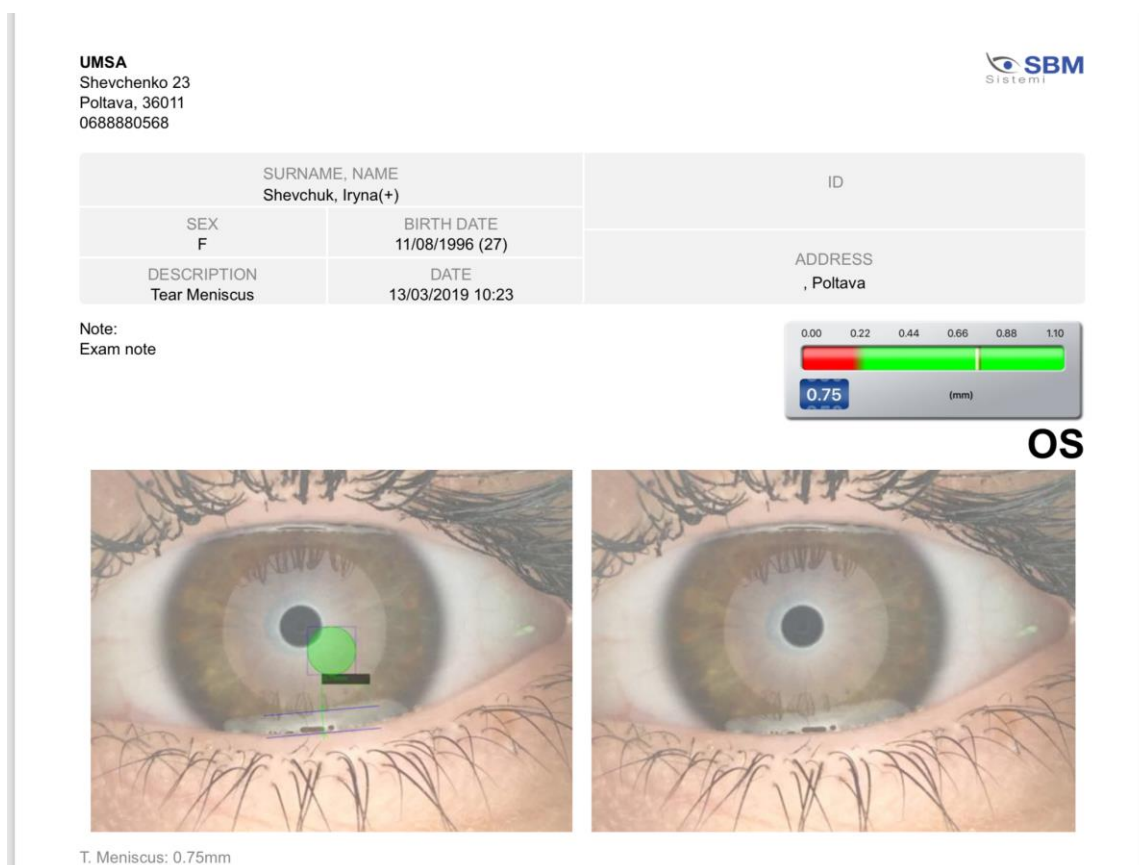 UMSA
Shevchenko 23
Poltava, 36011
0688880568
SBM
Sistemi
SURNAME, NAME
Shevchuk, Iryna(+)
ID
SEX
F
BIRTH DATE
11/08/1996 (27)
ADDRESS
, Poltava
DESCRIPTION
Tear Meniscus
DATE
13/03/2019 10:23
Note:
Exam note
0.00 0.22 0.44 0.66 0.88 1.10
0.75
(mm)
OS
T. Meniscus: 0.75mm